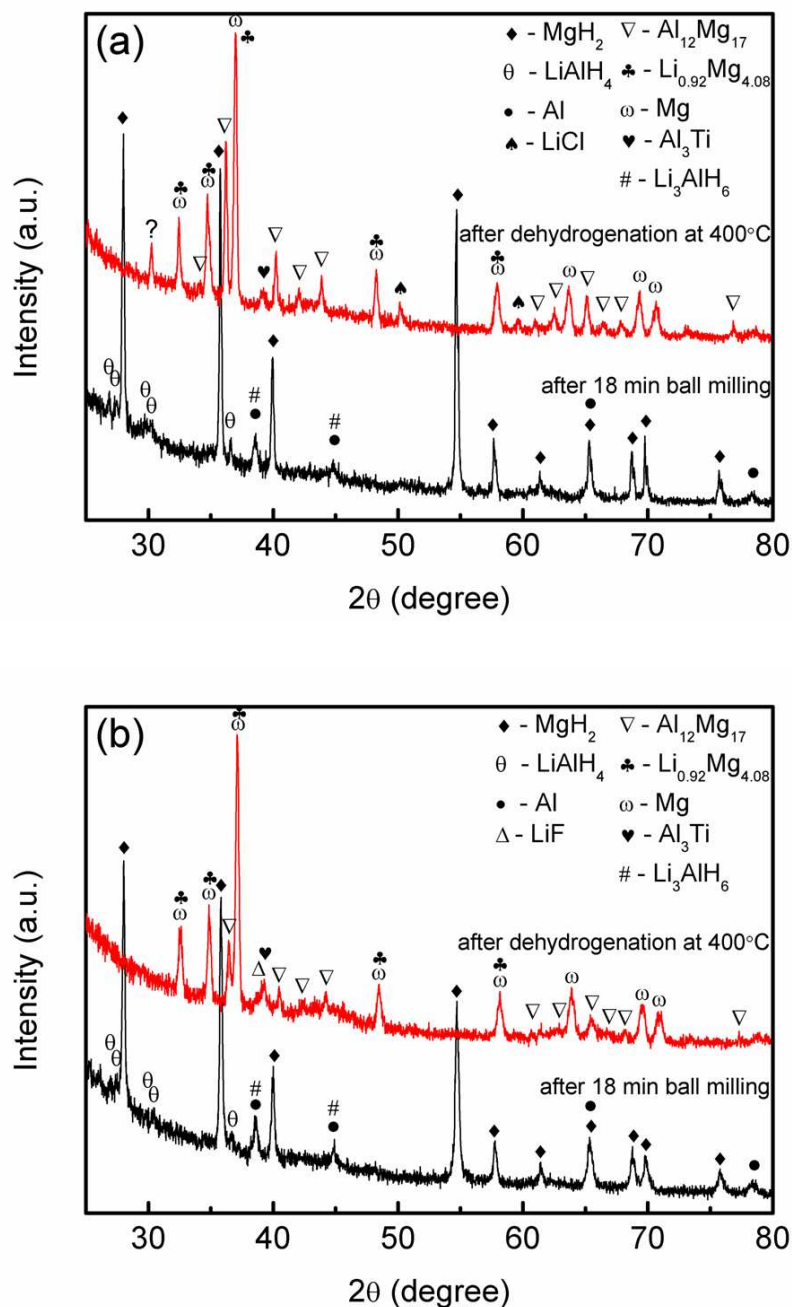 (a)
♦ - MgH₂ ▽ - Al₁₂Mg₁₇
θ - LiAlH₄ ♣ - Li₀.₉₂Mg₄.₀₈
● - Al ω - Mg
♠ - LiCl ♥ - Al₃Ti
# - Li₃AlH₆
?
after dehydrogenation at 400°C
after 18 min ball milling
Intensity (a.u.)
30 40 50 60 70 80
2θ (degree)
(b)
♦ - MgH₂ ▽ - Al₁₂Mg₁₇
θ - LiAlH₄ ♣ - Li₀.₉₂Mg₄.₀₈
● - Al ω - Mg
Δ - LiF ♥ - Al₃Ti
# - Li₃AlH₆
after dehydrogenation at 400°C
after 18 min ball milling
Intensity (a.u.)
30 40 50 60 70 80
2θ (degree)